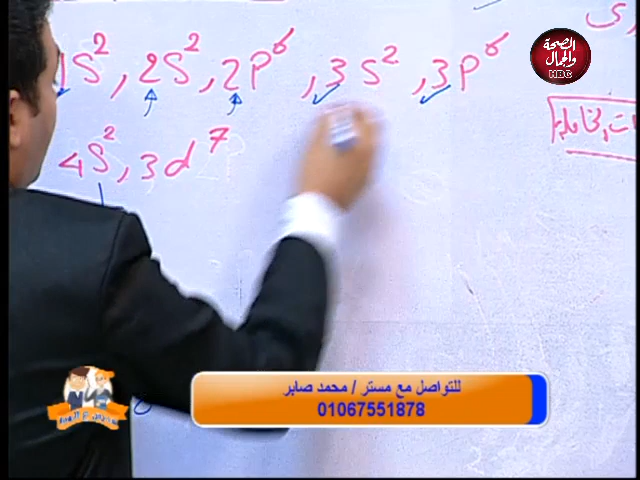 1S², 2S², 2P⁶, 3S², 3P⁶
4S², 3d⁷
الصحة
والجمال
HBC
للتواصل مع مستر / محمد صابر
01067551878